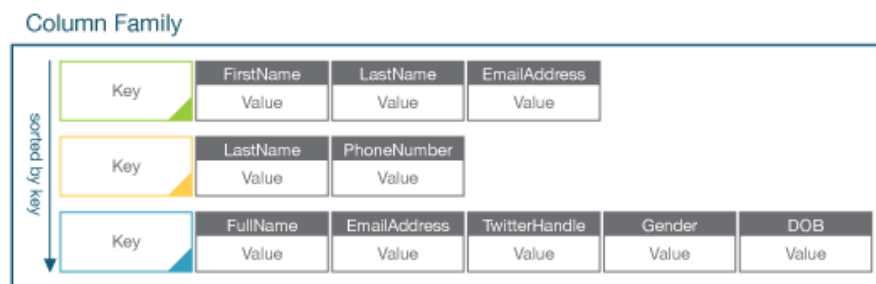 Column Family
sorted by key
Key
FirstName LastName EmailAddress
Value Value Value
Key
LastName PhoneNumber
Value Value
Key
FullName EmailAddress TwitterHandle Gender DOB
Value Value Value Value Value